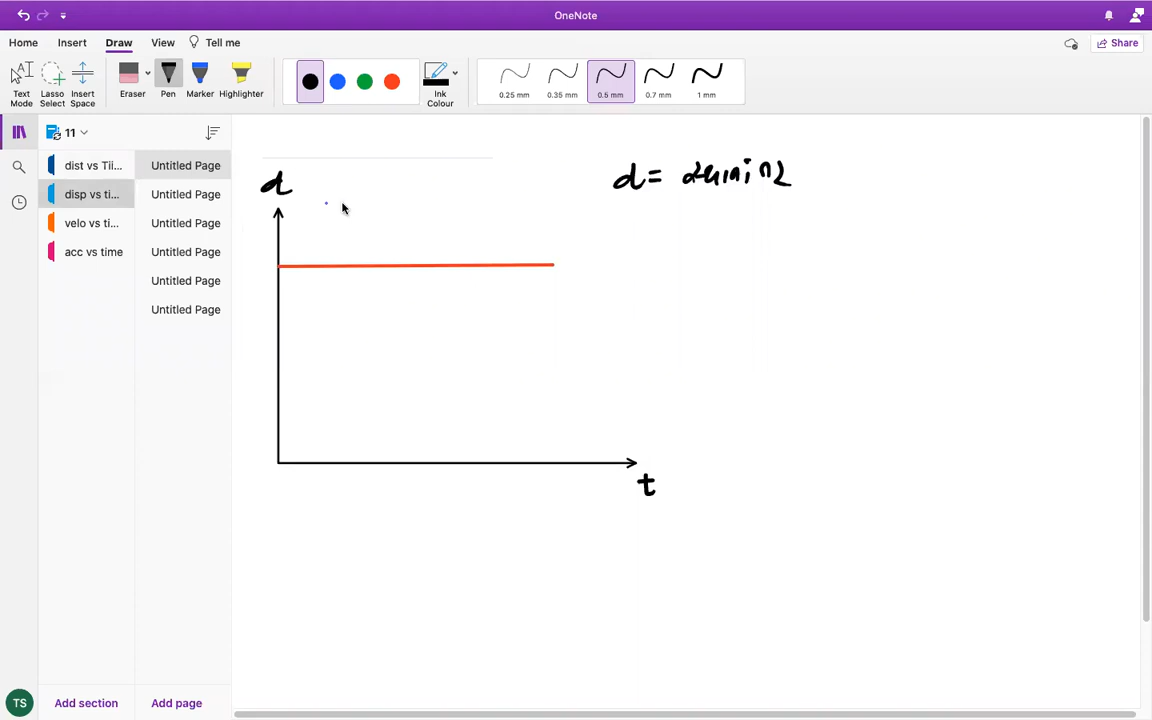 OneNote
Home Insert Draw View Tell me
Share
Text Mode
Lasso Select
Insert Space
Eraser
Pen
Marker
Highlighter
Ink Colour
0.25 mm
0.35 mm
0.5 mm
0.7 mm
1 mm
11
dist vs Tii...
disp vs ti...
velo vs ti...
acc vs time
Untitled Page
Untitled Page
Untitled Page
Untitled Page
Untitled Page
Untitled Page
d
d =
t
TS
Add section
Add page